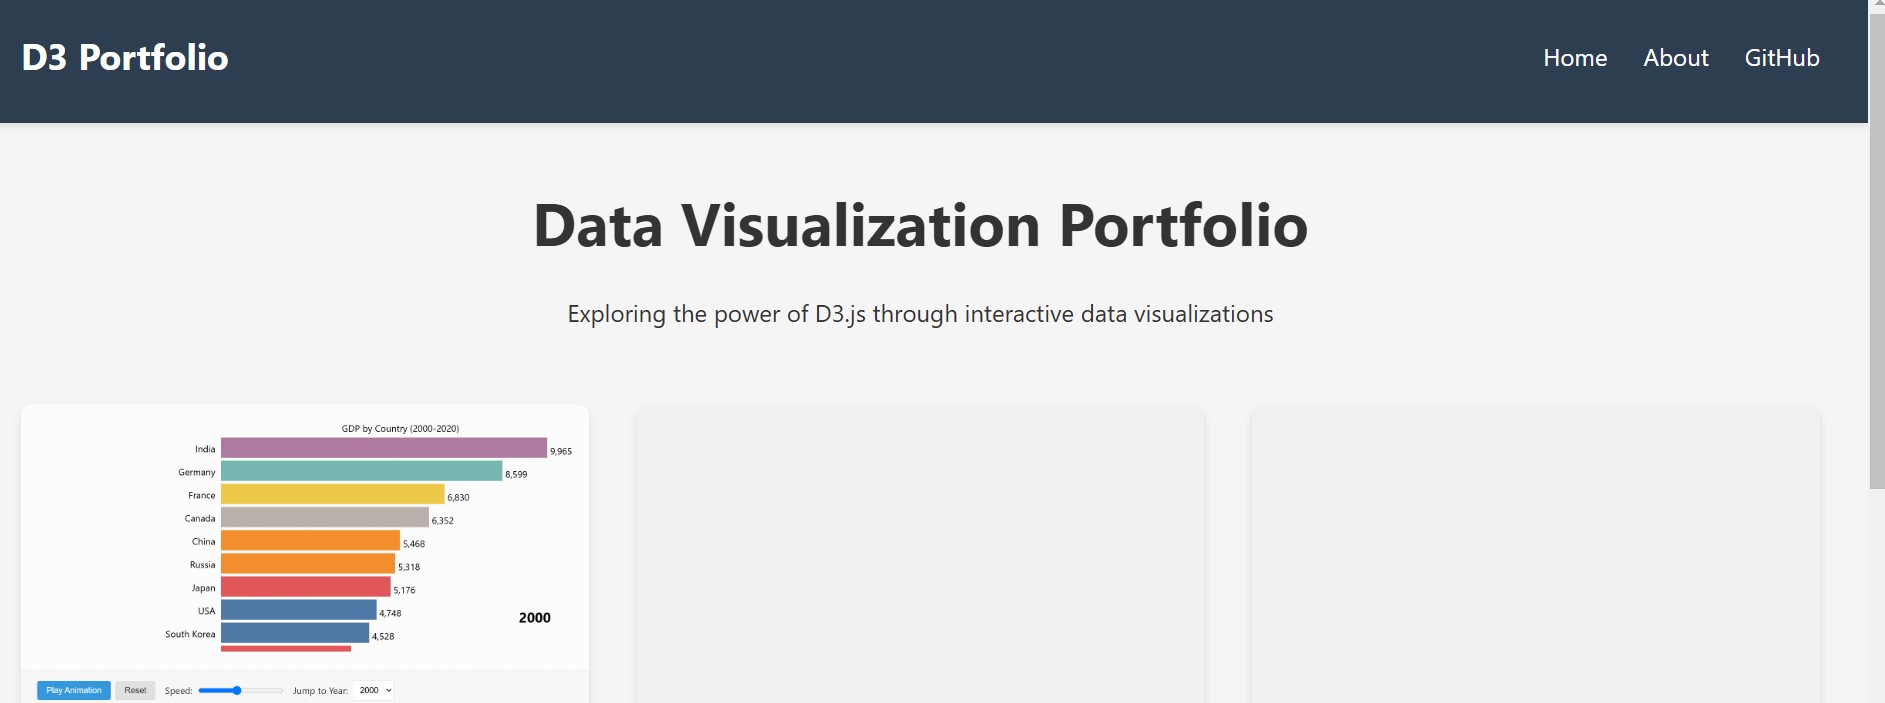 D3 Portfolio
Home About GitHub
Data Visualization Portfolio
Exploring the power of D3.js through interactive data visualizations
GDP by Country (2000-2020)
India 9,965
Germany 8,599
France 6,830
Canada 6,352
China 5,468
Russia 5,318
Japan 5,176
USA 4,748
2000
South Korea 4,528
Play Animation Reset Speed: Jump to Year: 2000